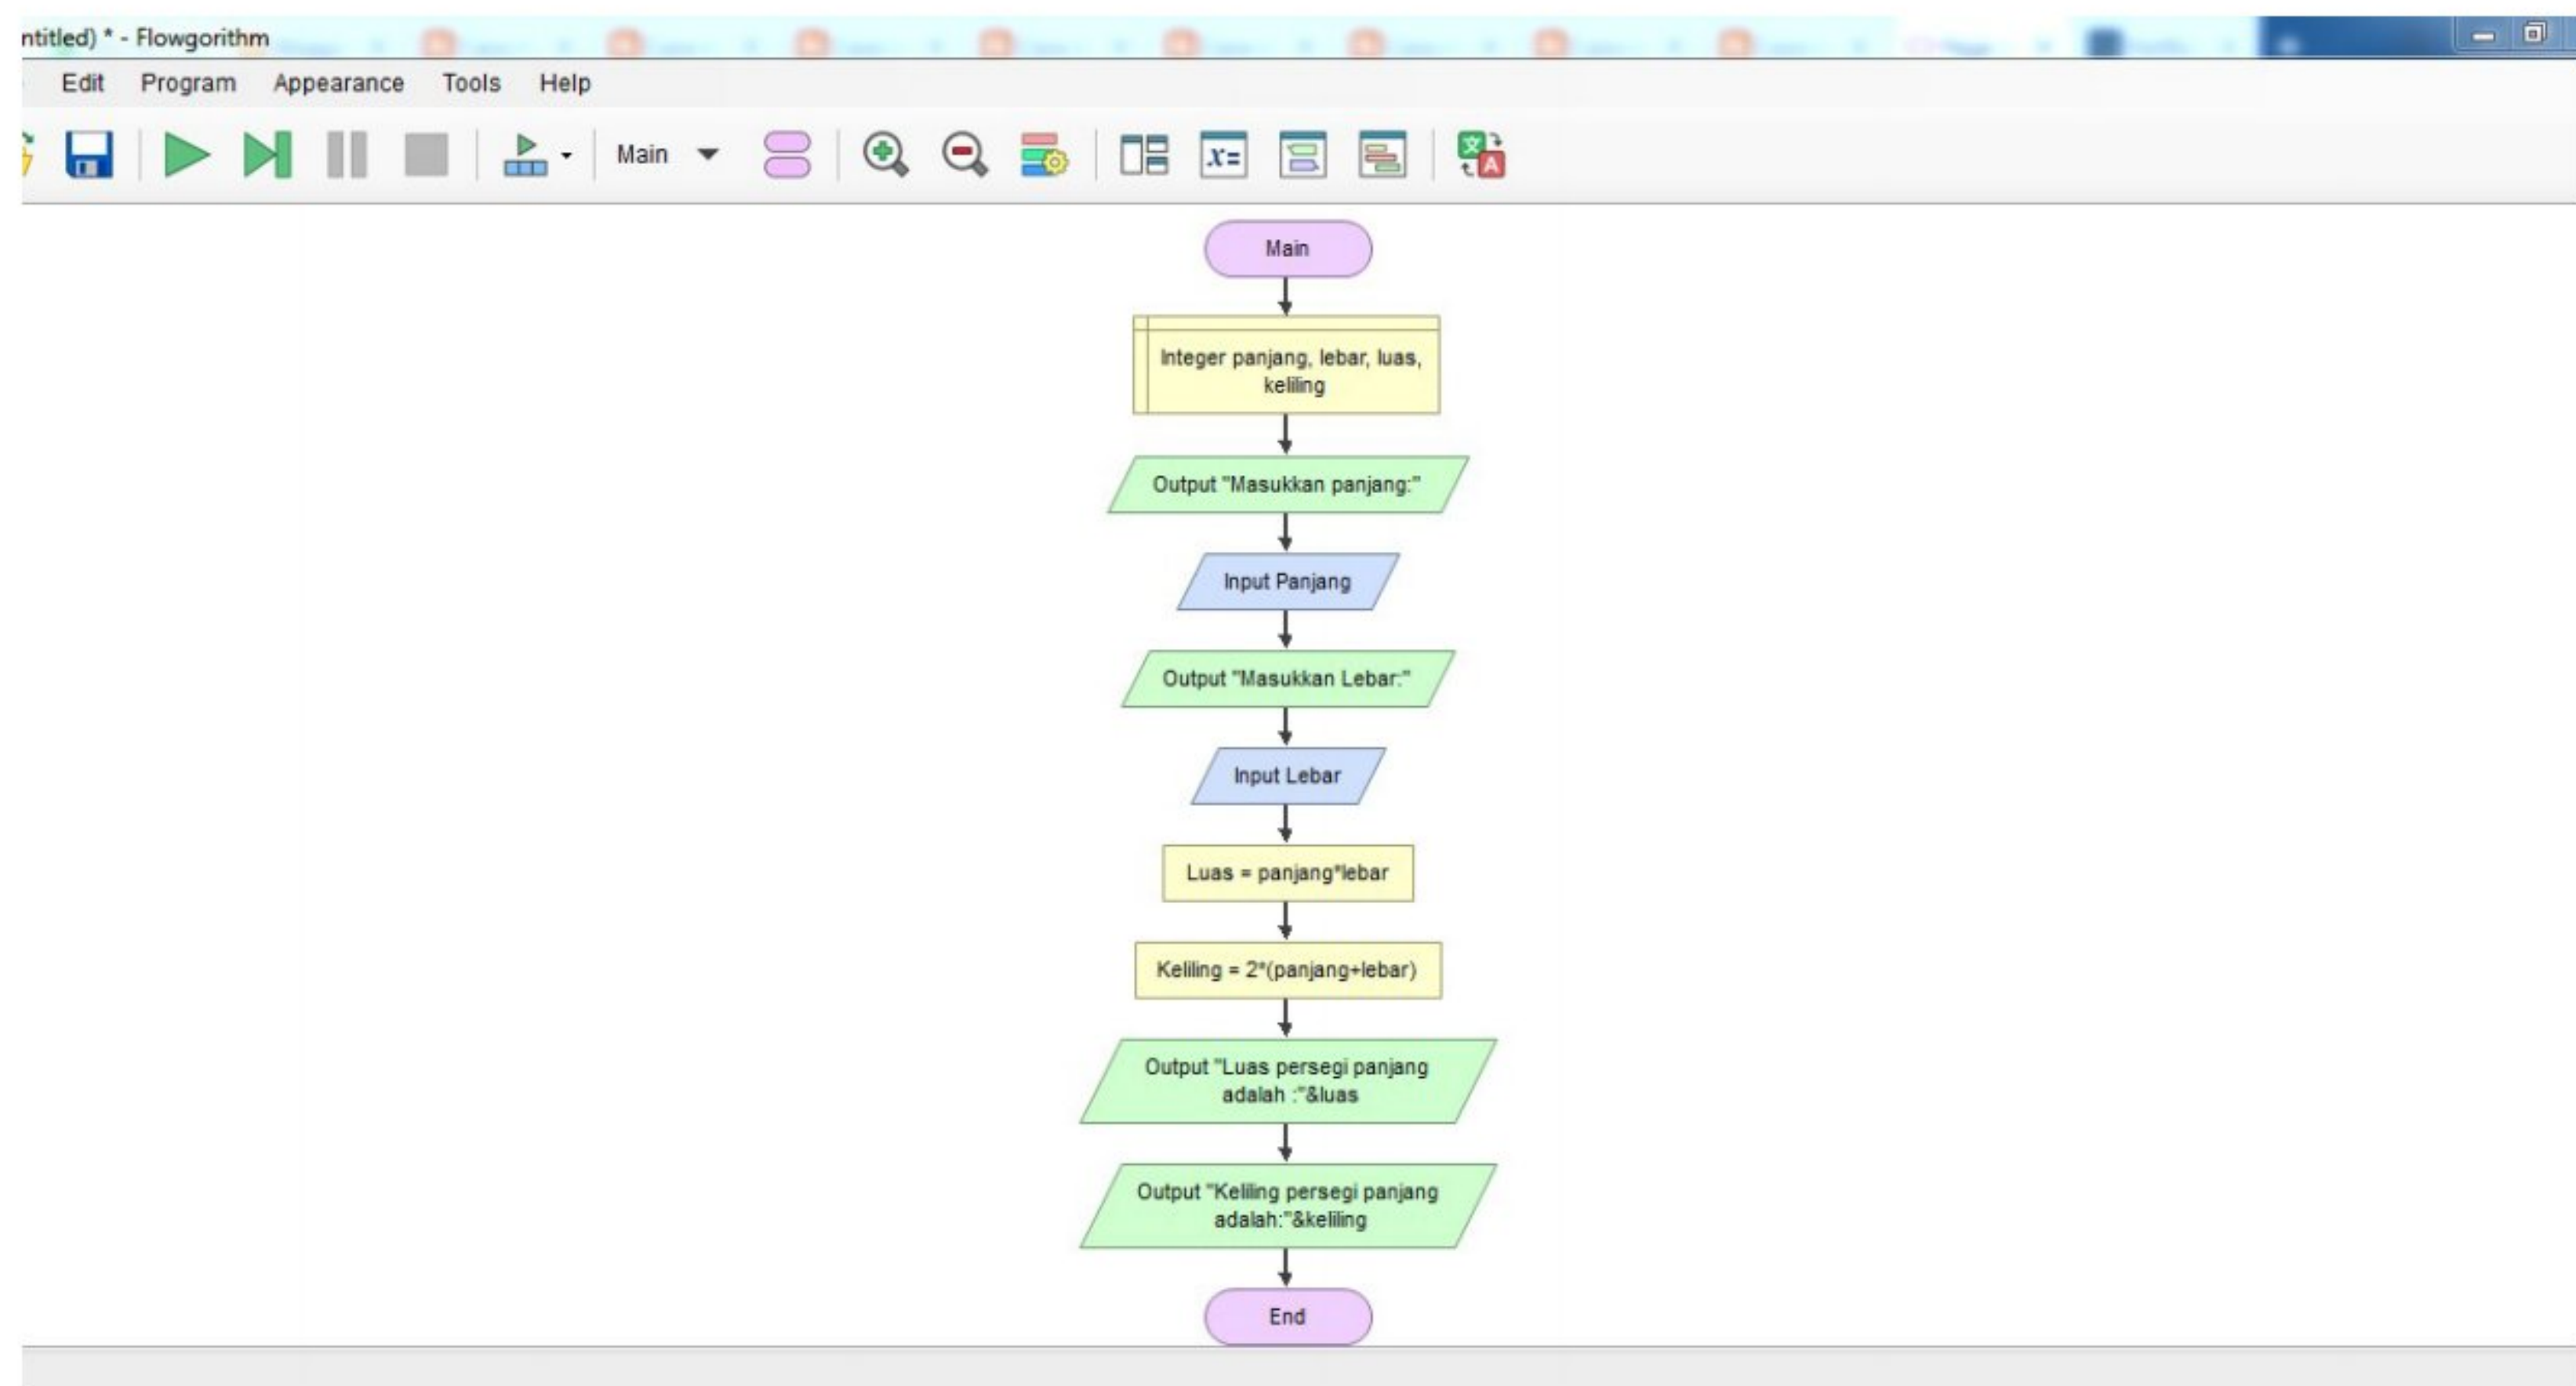 ntitled) * - Flowgorithm
Edit Program Appearance Tools Help
Main
Main
Integer panjang, lebar, luas,
keliling
Output "Masukkan panjang:"
Input Panjang
Output "Masukkan Lebar:"
Input Lebar
Luas = panjang*lebar
Keliling = 2*(panjang+lebar)
Output "Luas persegi panjang
adalah :"&luas
Output "Keliling persegi panjang
adalah:"&keliling
End